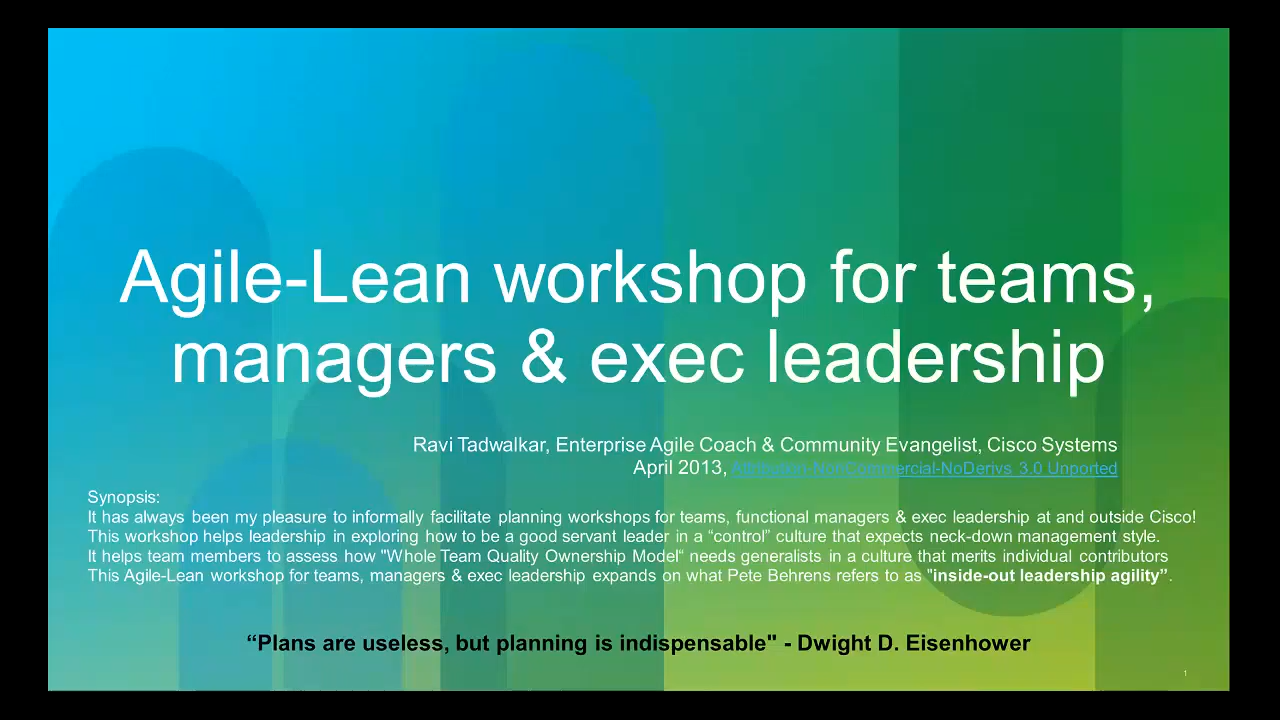 Agile-Lean workshop for teams,
managers & exec leadership
Ravi Tadwalkar, Enterprise Agile Coach & Community Evangelist, Cisco Systems
April 2013, Attribution-NonCommercial-NoDerivs 3.0 Unported
Synopsis:
It has always been my pleasure to informally facilitate planning workshops for teams, functional managers & exec leadership at and outside Cisco!
This workshop helps leadership in exploring how to be a good servant leader in a “control” culture that expects neck-down management style.
It helps team members to assess how "Whole Team Quality Ownership Model“ needs generalists in a culture that merits individual contributors
This Agile-Lean workshop for teams, managers & exec leadership expands on what Pete Behrens refers to as "inside-out leadership agility”.
“Plans are useless, but planning is indispensable" - Dwight D. Eisenhower
1